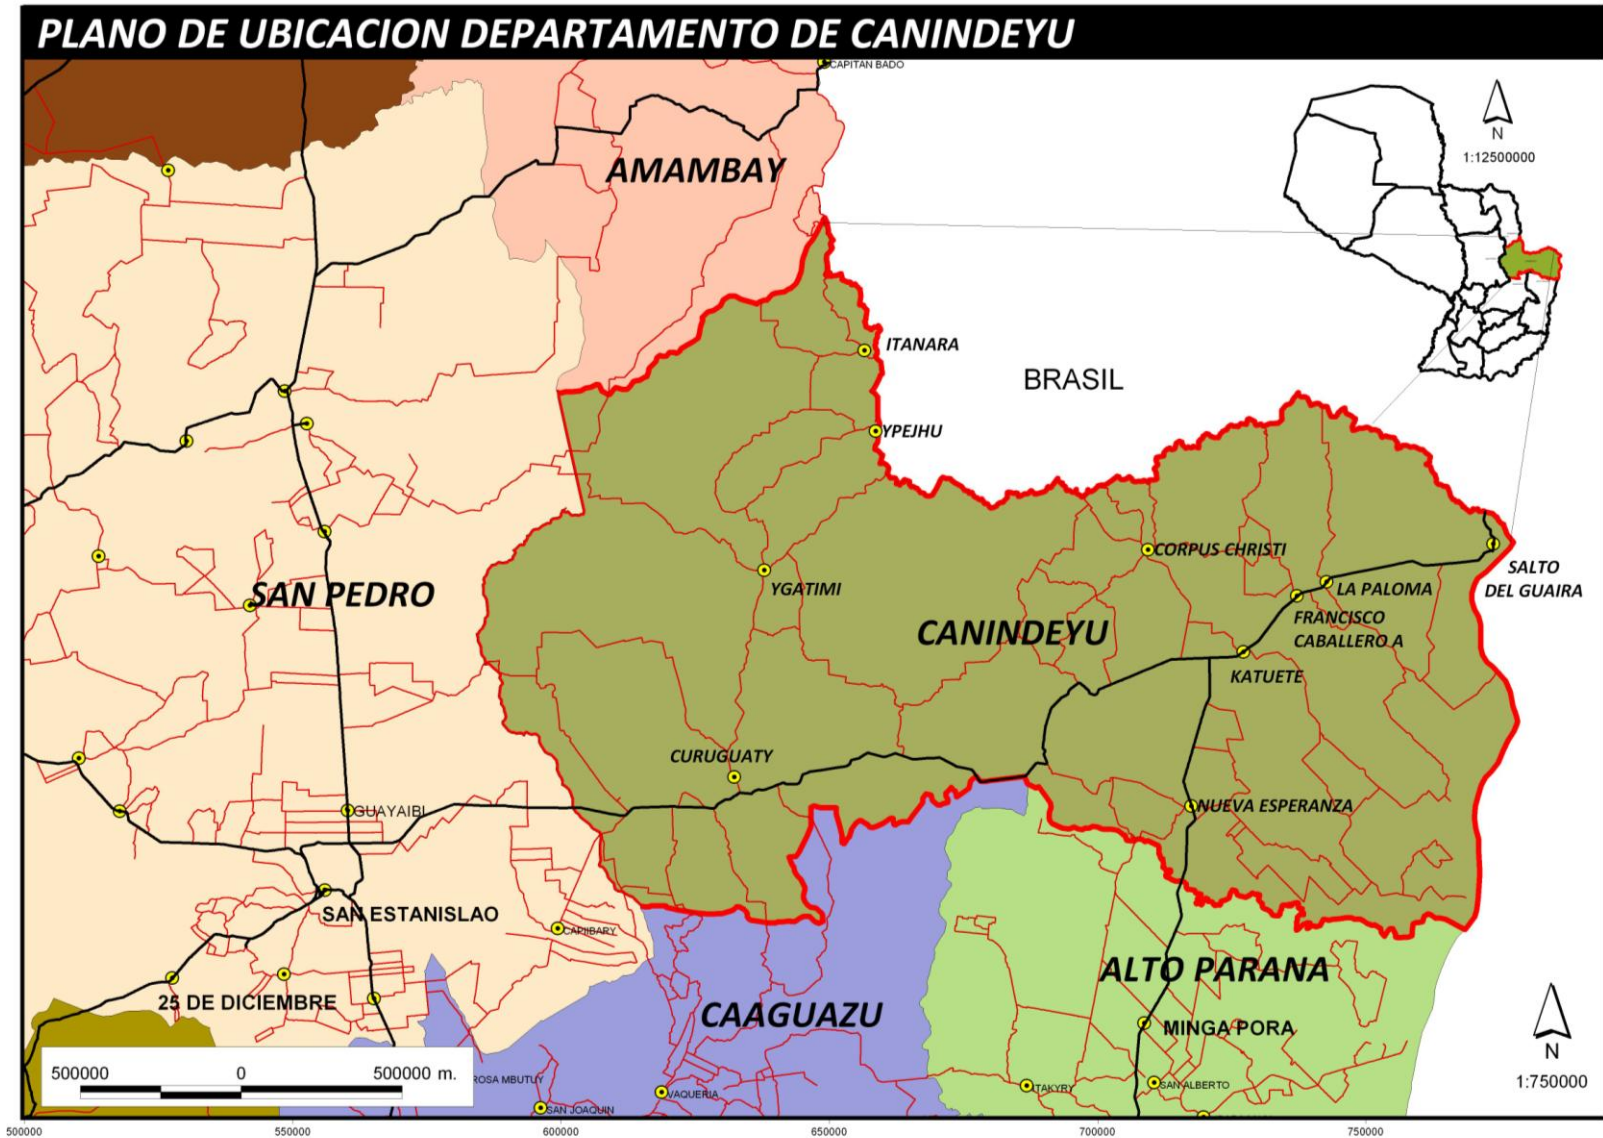 PLANO DE UBICACION DEPARTAMENTO DE CANINDEYU
CAPITAN BADO
N
1:12500000
AMAMBAY
ITANARA
BRASIL
YPEJHU
CORPUS CHRISTI
SALTO
DEL GUAIRA
YGATIMI
LA PALOMA
SAN PEDRO
FRANCISCO
CABALLERO A
CANINDEYU
KATUETE
CURUGUATY
NUEVA ESPERANZA
GUAYAIBI
SAN ESTANISLAO
CAPIIBARY
ALTO PARANA
25 DE DICIEMBRE
CAAGUAZU
MINGA PORA
N
1:750000
500000 0 500000 m.
ROSA MBUTUY
VAQUERIA
ITAKYRY
SAN ALBERTO
SAN JOAQUIN
500000 550000 600000 650000 700000 750000